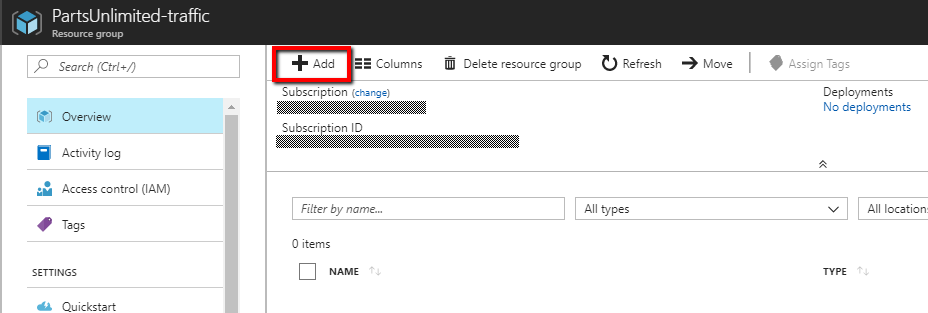 PartsUnlimited-traffic
Resource group
Search (Ctrl+/)
Overview
Activity log
Access control (IAM)
Tags
SETTINGS
Quickstart
Add Columns Delete resource group Refresh Move Assign Tags
Subscription (change) Deployments
No deployments
Subscription ID
Filter by name... All types All locations
0 items
NAME TYPE